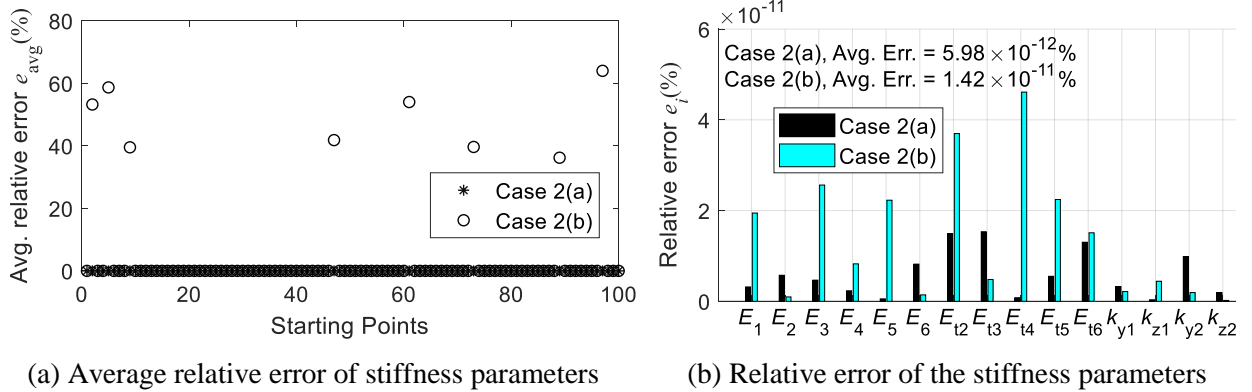 Avg. relative error e_avg(%)
80
60
40
20
0
Case 2(a)
Case 2(b)
0 20 40 60 80 100
Starting Points
(a) Average relative error of stiffness parameters
×10^-11
Relative error e_i(%)
6
4
2
0
Case 2(a), Avg. Err. = 5.98×10^-12%
Case 2(b), Avg. Err. = 1.42×10^-11%
Case 2(a)
Case 2(b)
E_1 E_2 E_3 E_4 E_5 E_6 E_t2 E_t3 E_t4 E_t5 E_t6 k_y1 k_z1 k_y2 k_z2
(b) Relative error of the stiffness parameters